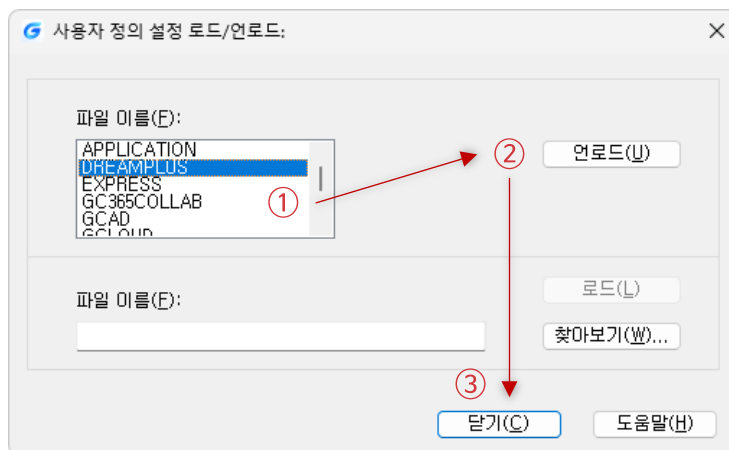 사용자 정의 설정 로드/언로드:
파일 이름(F):
APPLICATION
DREAMPLUS
EXPRESS
GC365COLLAB
GCAD
GCLOUD
①
②
언로드(U)
파일 이름(F):
로드(L)
찾아보기(W)...
③
닫기(C)
도움말(H)